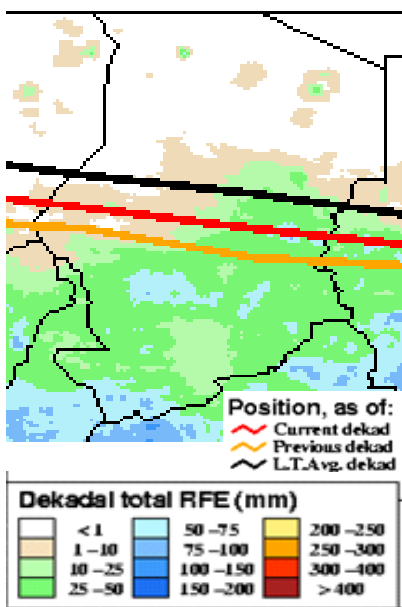 Position, as of:
Current dekad
Previous dekad
L.T.Avg. dekad
Dekadal total RFE (mm)
< 1 50 –75 200 –250
1 –10 75 –100 250 –300
10 –25 100 –150 300 –400
25 –50 150 –200 > 400